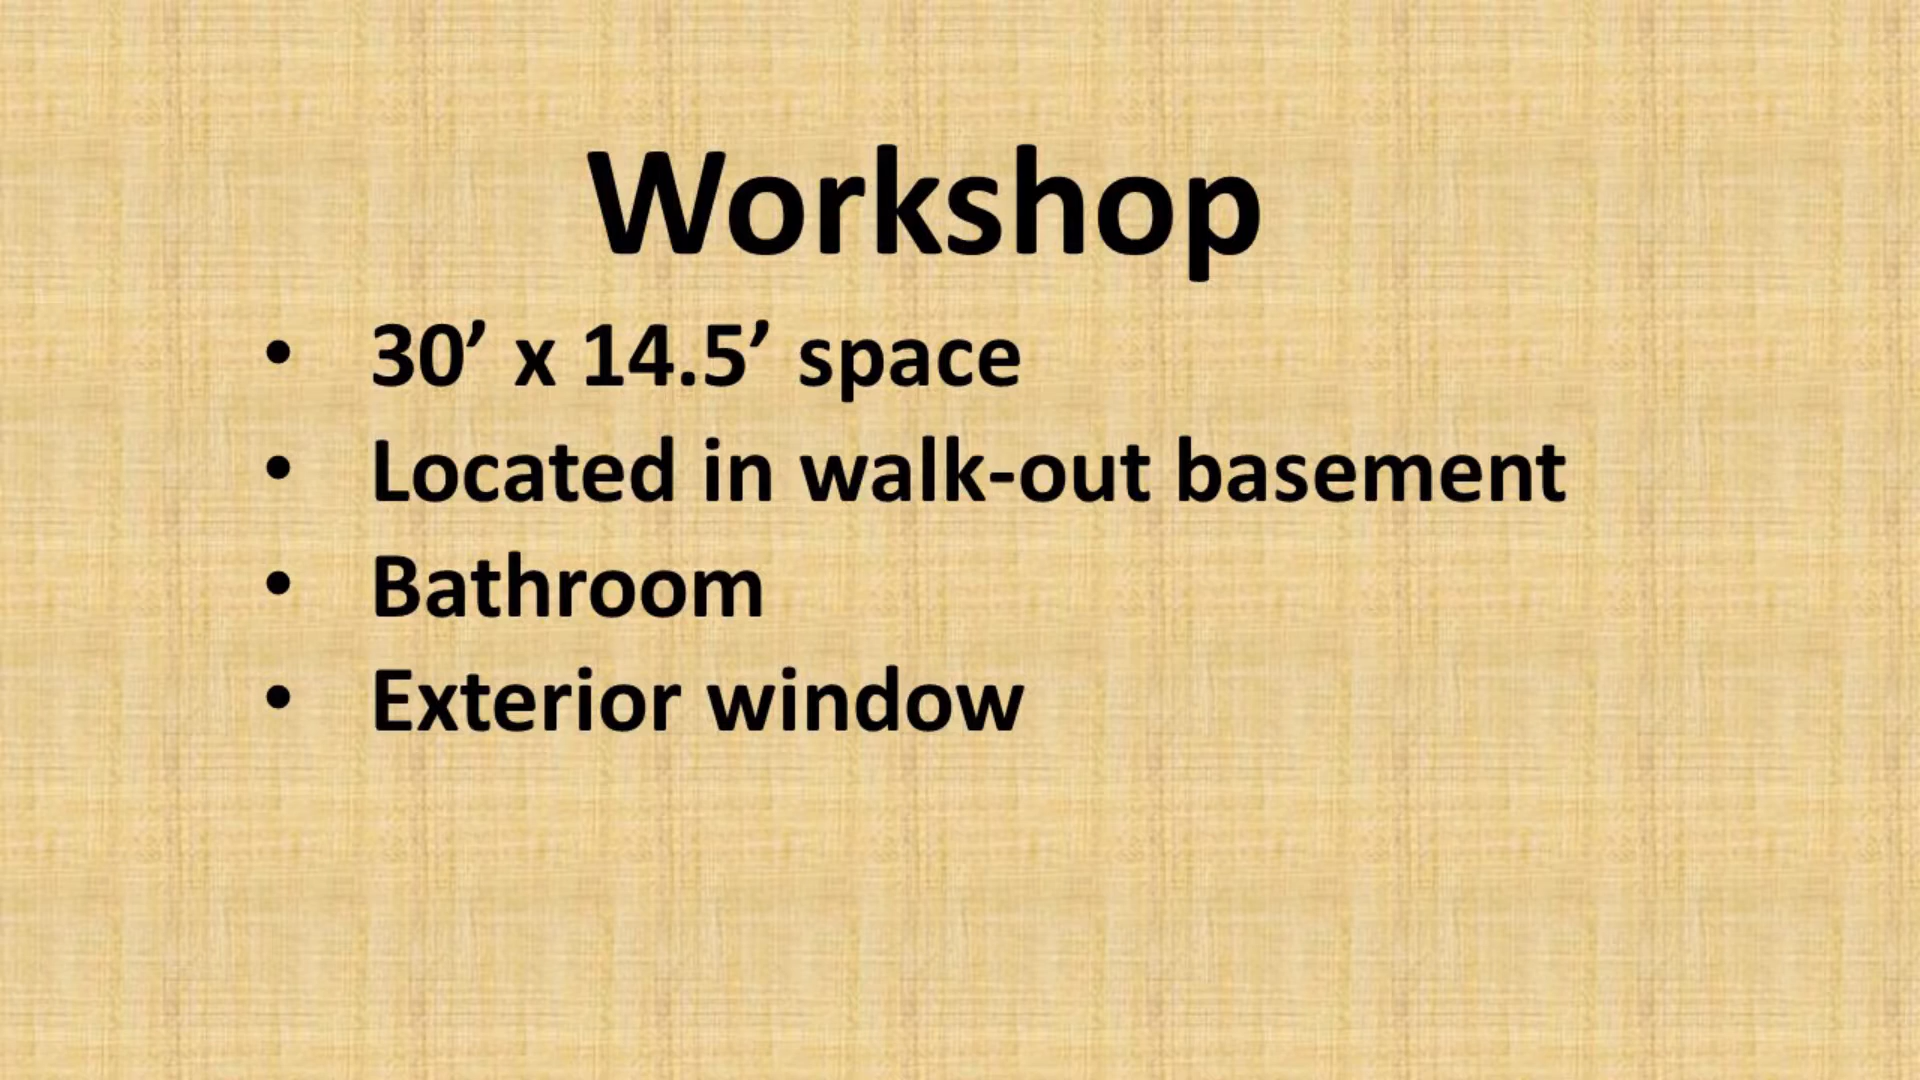 Workshop
• 30’ x 14.5’ space
• Located in walk-out basement
• Bathroom
• Exterior window